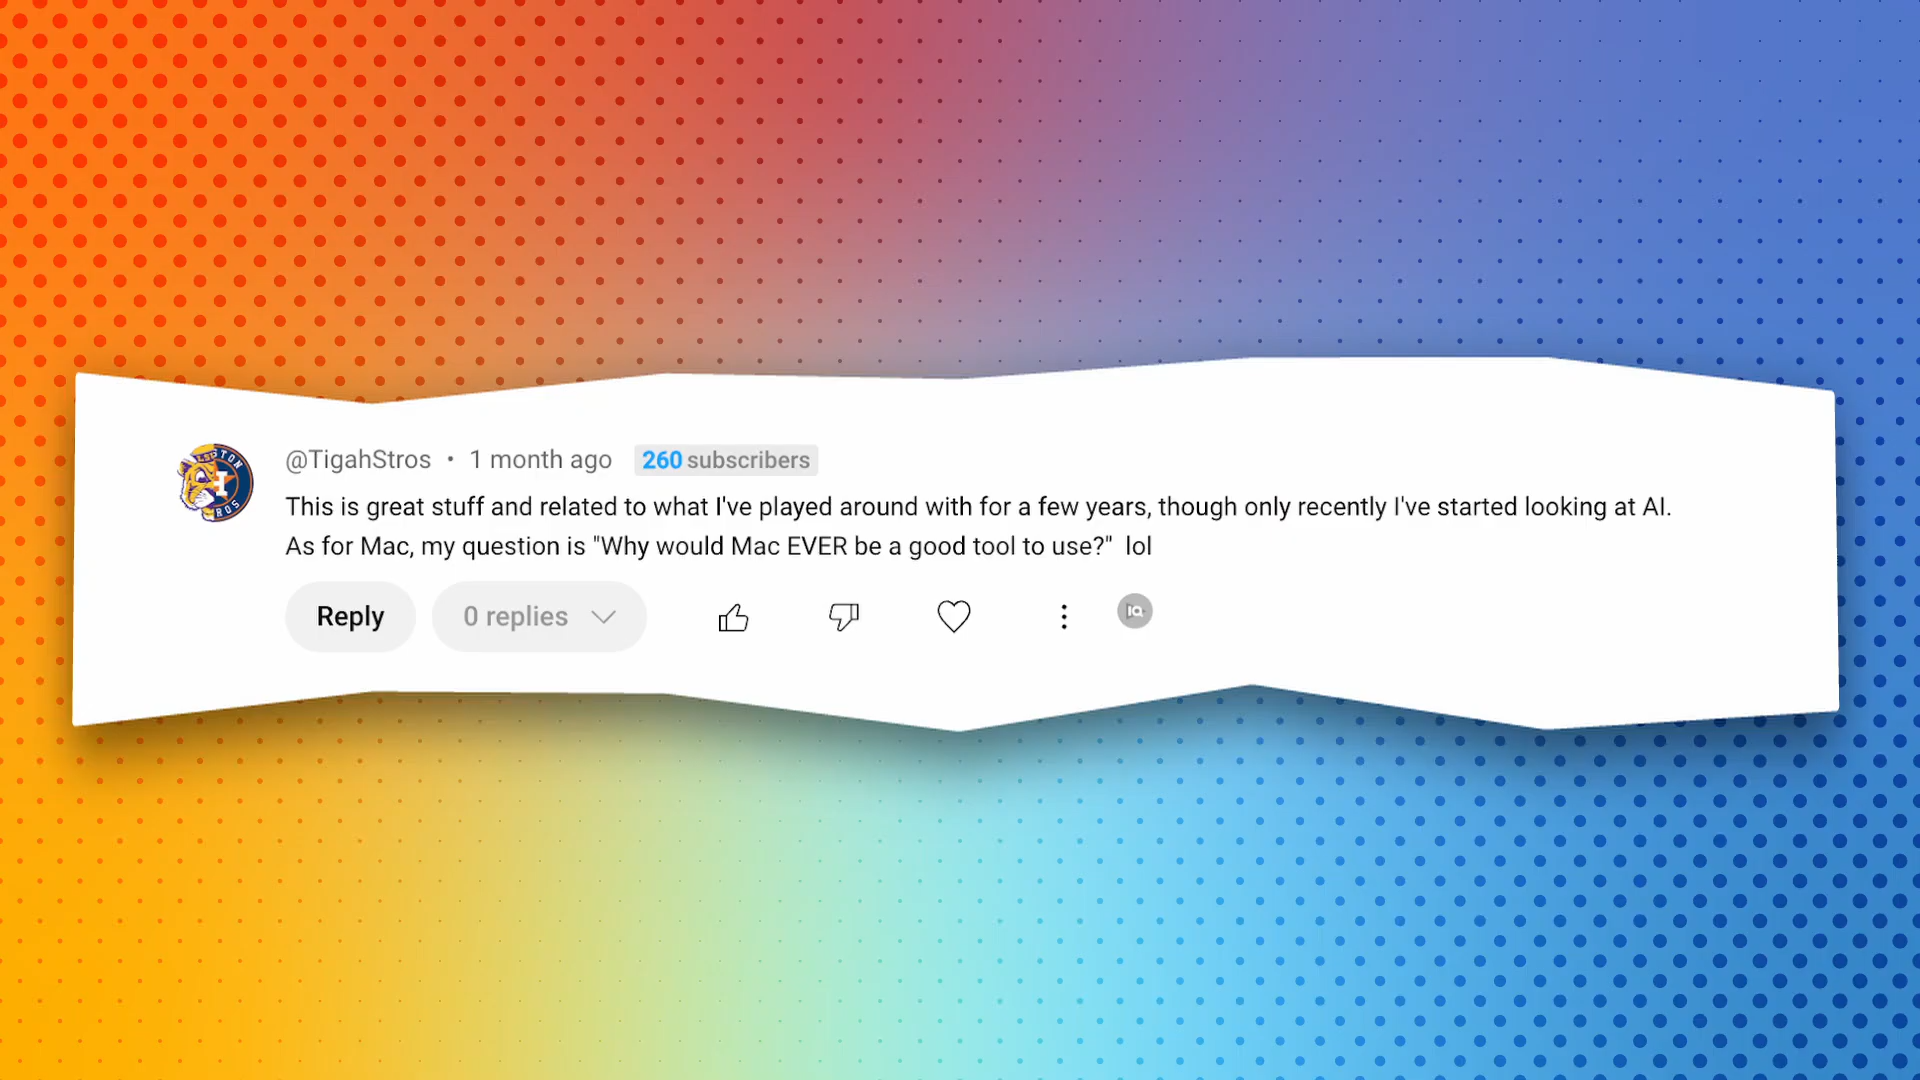 @TigahStros • 1 month ago 260 subscribers
This is great stuff and related to what I've played around with for a few years, though only recently I've started looking at AI.
As for Mac, my question is "Why would Mac EVER be a good tool to use?"  lol
Reply 0 replies